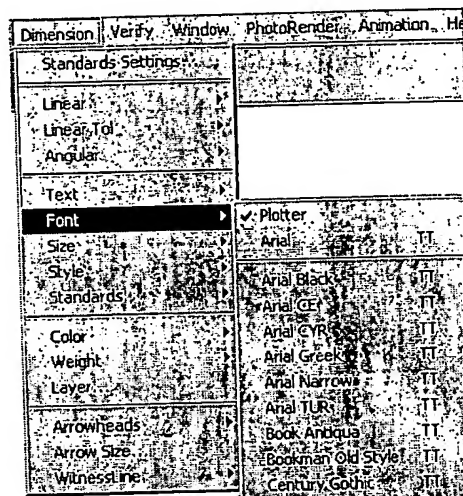 Dimension Verify Window PhotoRender Animation He
Standards Settings
Linear
Linear Tol
Angular
Text
Font
Size
Style
Standards
Color
Weight
Layer
Arrowheads
Arrow Size
WitnessLine
✓ Plotter
Arial TT
Arial Black TT
Arial CE TT
Arial CYR TT
Arial Greek TT
Arial Narrow TT
Arial TUR TT
Book Antiqua TT
Bookman Old Style TT
Century Gothic TT